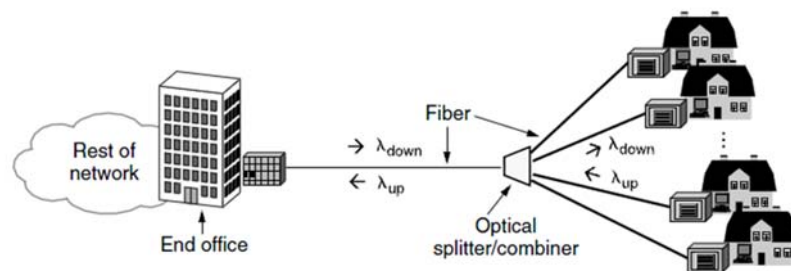 Rest of
network
End office
→ λdown
← λup
Fiber
Optical
splitter/combiner
→ λdown
← λup